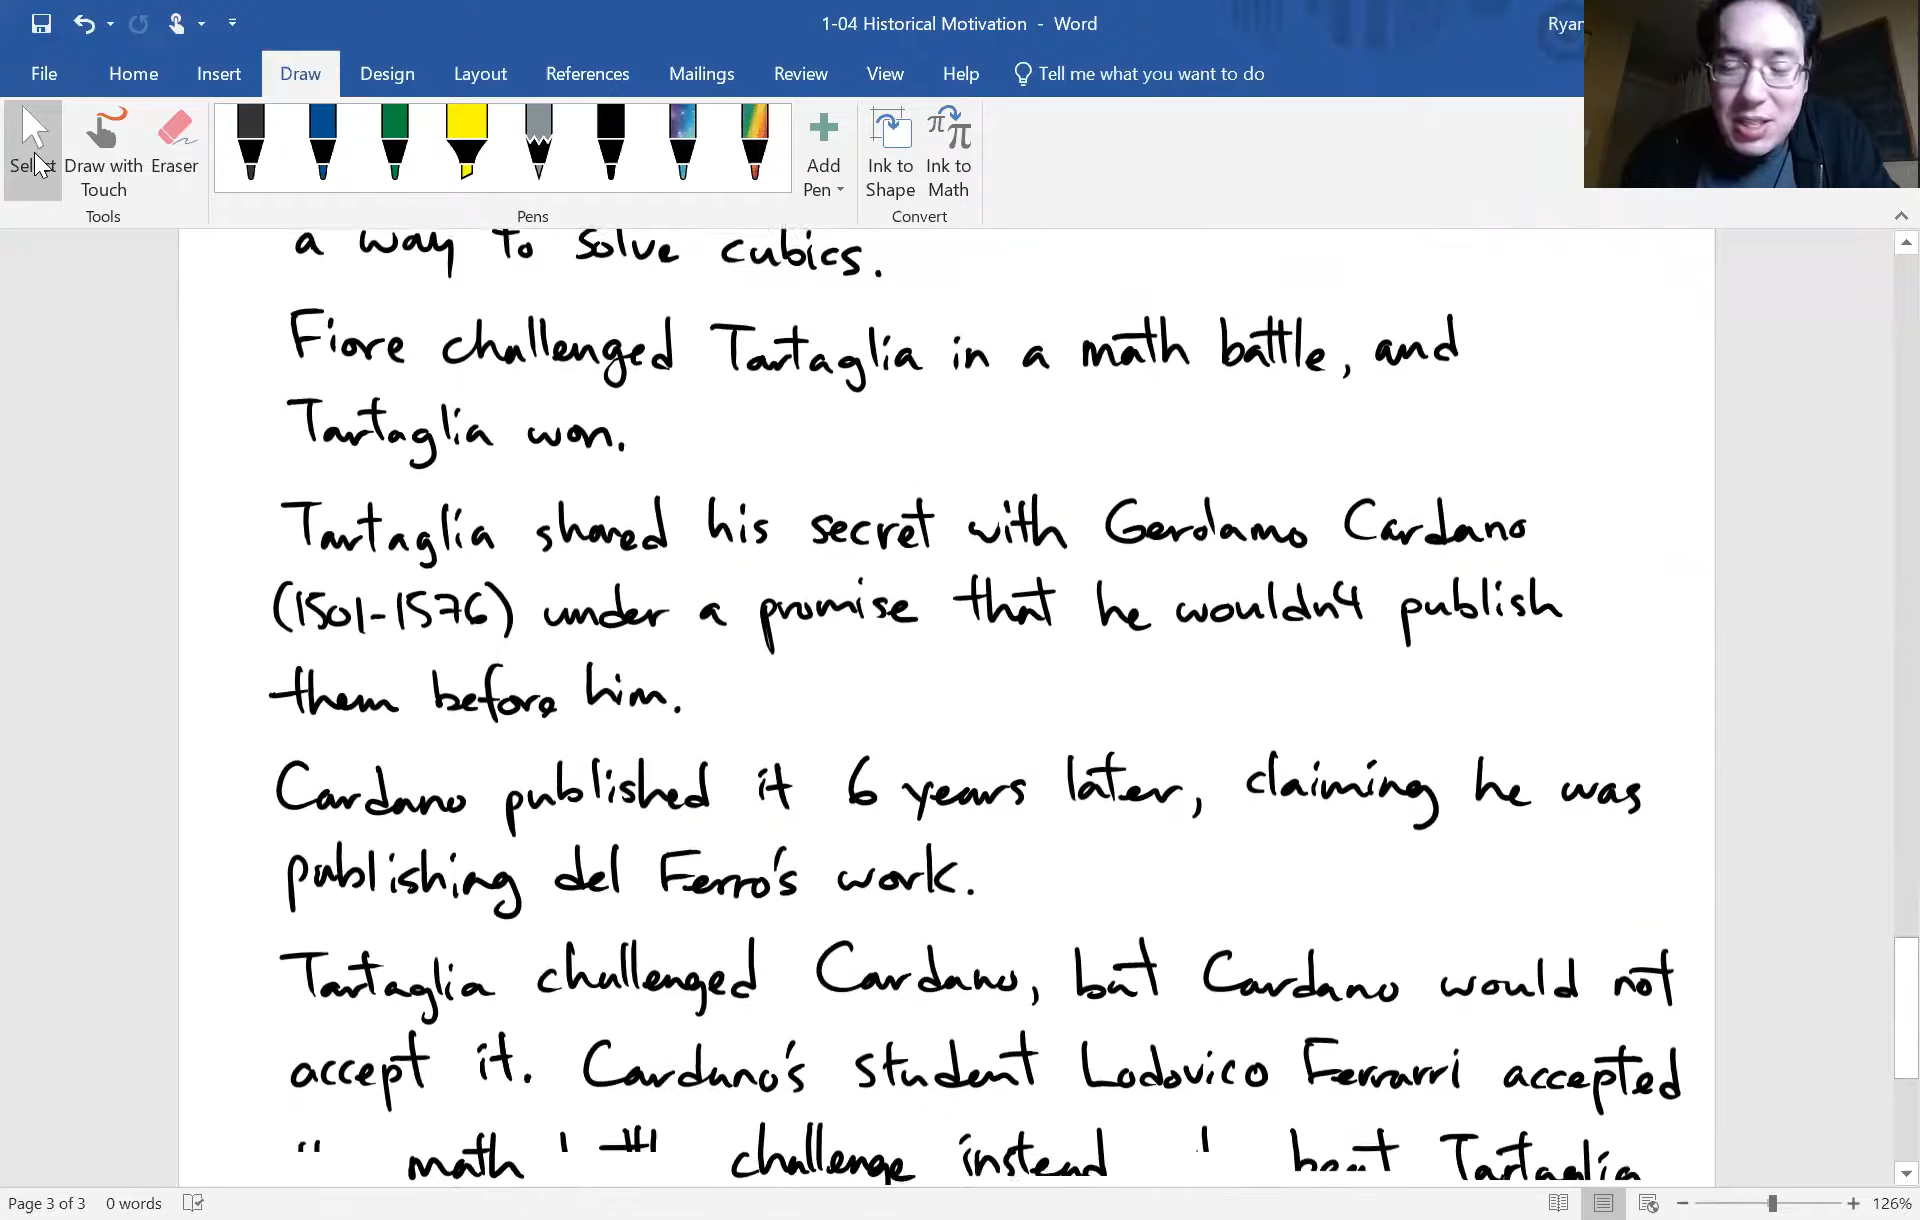 1-04 Historical Motivation - Word
Ryan
File Home Insert Draw Design Layout References Mailings Review View Help Tell me what you want to do
Select Draw with Touch Eraser Add Pen Ink to Shape Ink to Math
Tools Pens Convert
a way to solve cubics.
Fiore challenged Tartaglia in a math battle, and
Tartaglia won.
Tartaglia shared his secret with Gerolamo Cardano
(1501-1576) under a promise that he wouldn't publish
them before him.
Cardano published it 6 years later, claiming he was
publishing del Ferro's work.
Tartaglia challenged Cardano, but Cardano would not
accept it. Cardano's student Lodovico Ferrarri accepted
math challenge instead beat Tartaglia
Page 3 of 3 0 words 126%